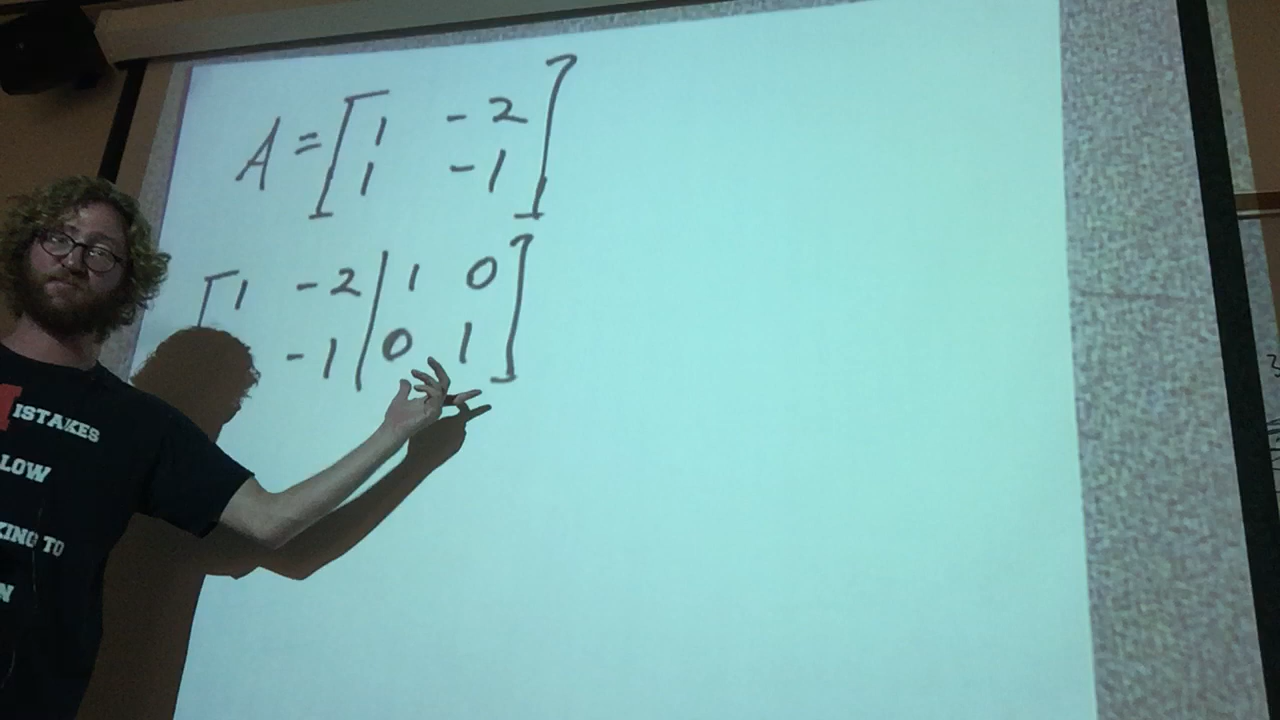 A = [ 1 -2 ]
1 -1
[ 1 -2 | 1 0 ]
-1 | 0 1
ISTAKES
LOW
KING TO
N